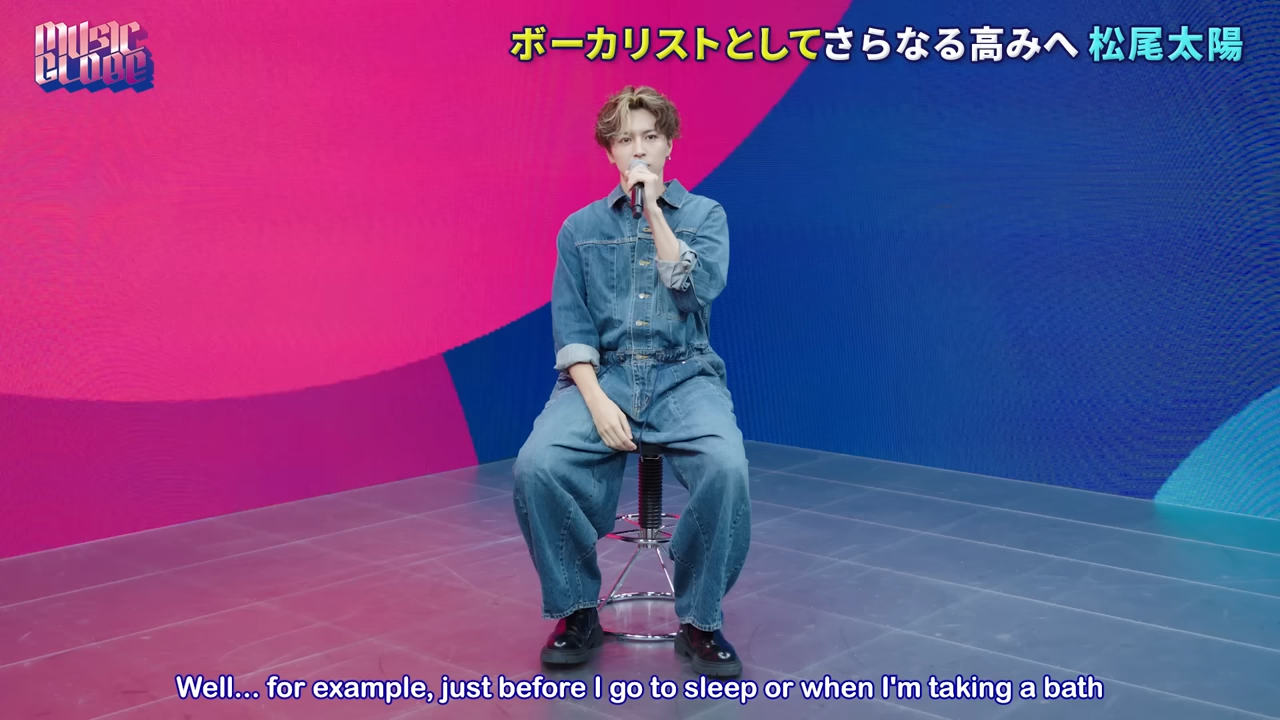 MUSIC
GLOBE
ボーカリストとしてさらなる高みへ 松尾太陽
Well... for example, just before I go to sleep or when I'm taking a bath